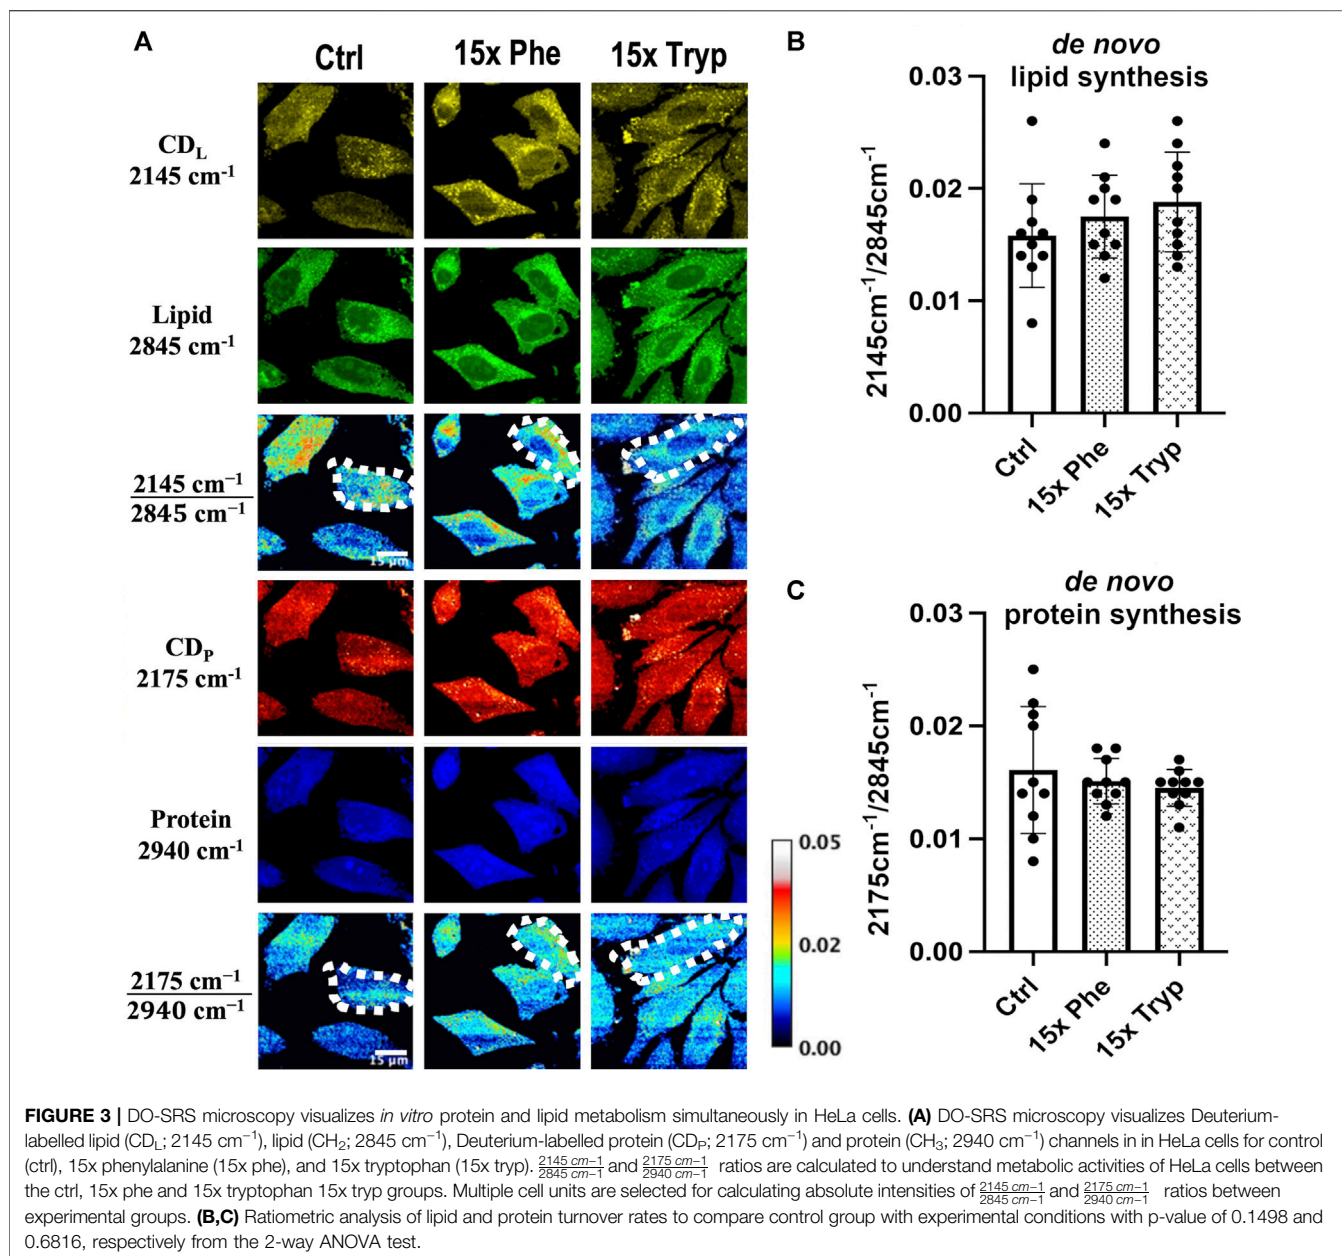 A
Ctrl
15x Phe
15x Tryp
CD_L
2145 cm⁻¹
Lipid
2845 cm⁻¹
2145 cm⁻¹
2845 cm⁻¹
15 μm
CD_P
2175 cm⁻¹
Protein
2940 cm⁻¹
2175 cm⁻¹
2940 cm⁻¹
15 μm
0.05
0.02
0.00
B
de novo
lipid synthesis
2145cm⁻¹/2845cm⁻¹
0.03
0.02
0.01
0.00
Ctrl
15x Phe
15x Tryp
C
de novo
protein synthesis
2175cm⁻¹/2845cm⁻¹
0.03
0.02
0.01
0.00
Ctrl
15x Phe
15x Tryp
FIGURE 3 | DO-SRS microscopy visualizes in vitro protein and lipid metabolism simultaneously in HeLa cells. (A) DO-SRS microscopy visualizes Deuterium-
labelled lipid (CD_L; 2145 cm⁻¹), lipid (CH₂; 2845 cm⁻¹), Deuterium-labelled protein (CD_P; 2175 cm⁻¹) and protein (CH₃; 2940 cm⁻¹) channels in in HeLa cells for control
(ctrl), 15x phenylalanine (15x phe), and 15x tryptophan (15x tryp). 2145 cm−1/2845 cm−1 and 2175 cm−1/2940 cm−1 ratios are calculated to understand metabolic activities of HeLa cells between
the ctrl, 15x phe and 15x tryptophan 15x tryp groups. Multiple cell units are selected for calculating absolute intensities of 2145 cm−1/2845 cm−1 and 2175 cm−1/2940 cm−1 ratios between
experimental groups. (B,C) Ratiometric analysis of lipid and protein turnover rates to compare control group with experimental conditions with p-value of 0.1498 and
0.6816, respectively from the 2-way ANOVA test.